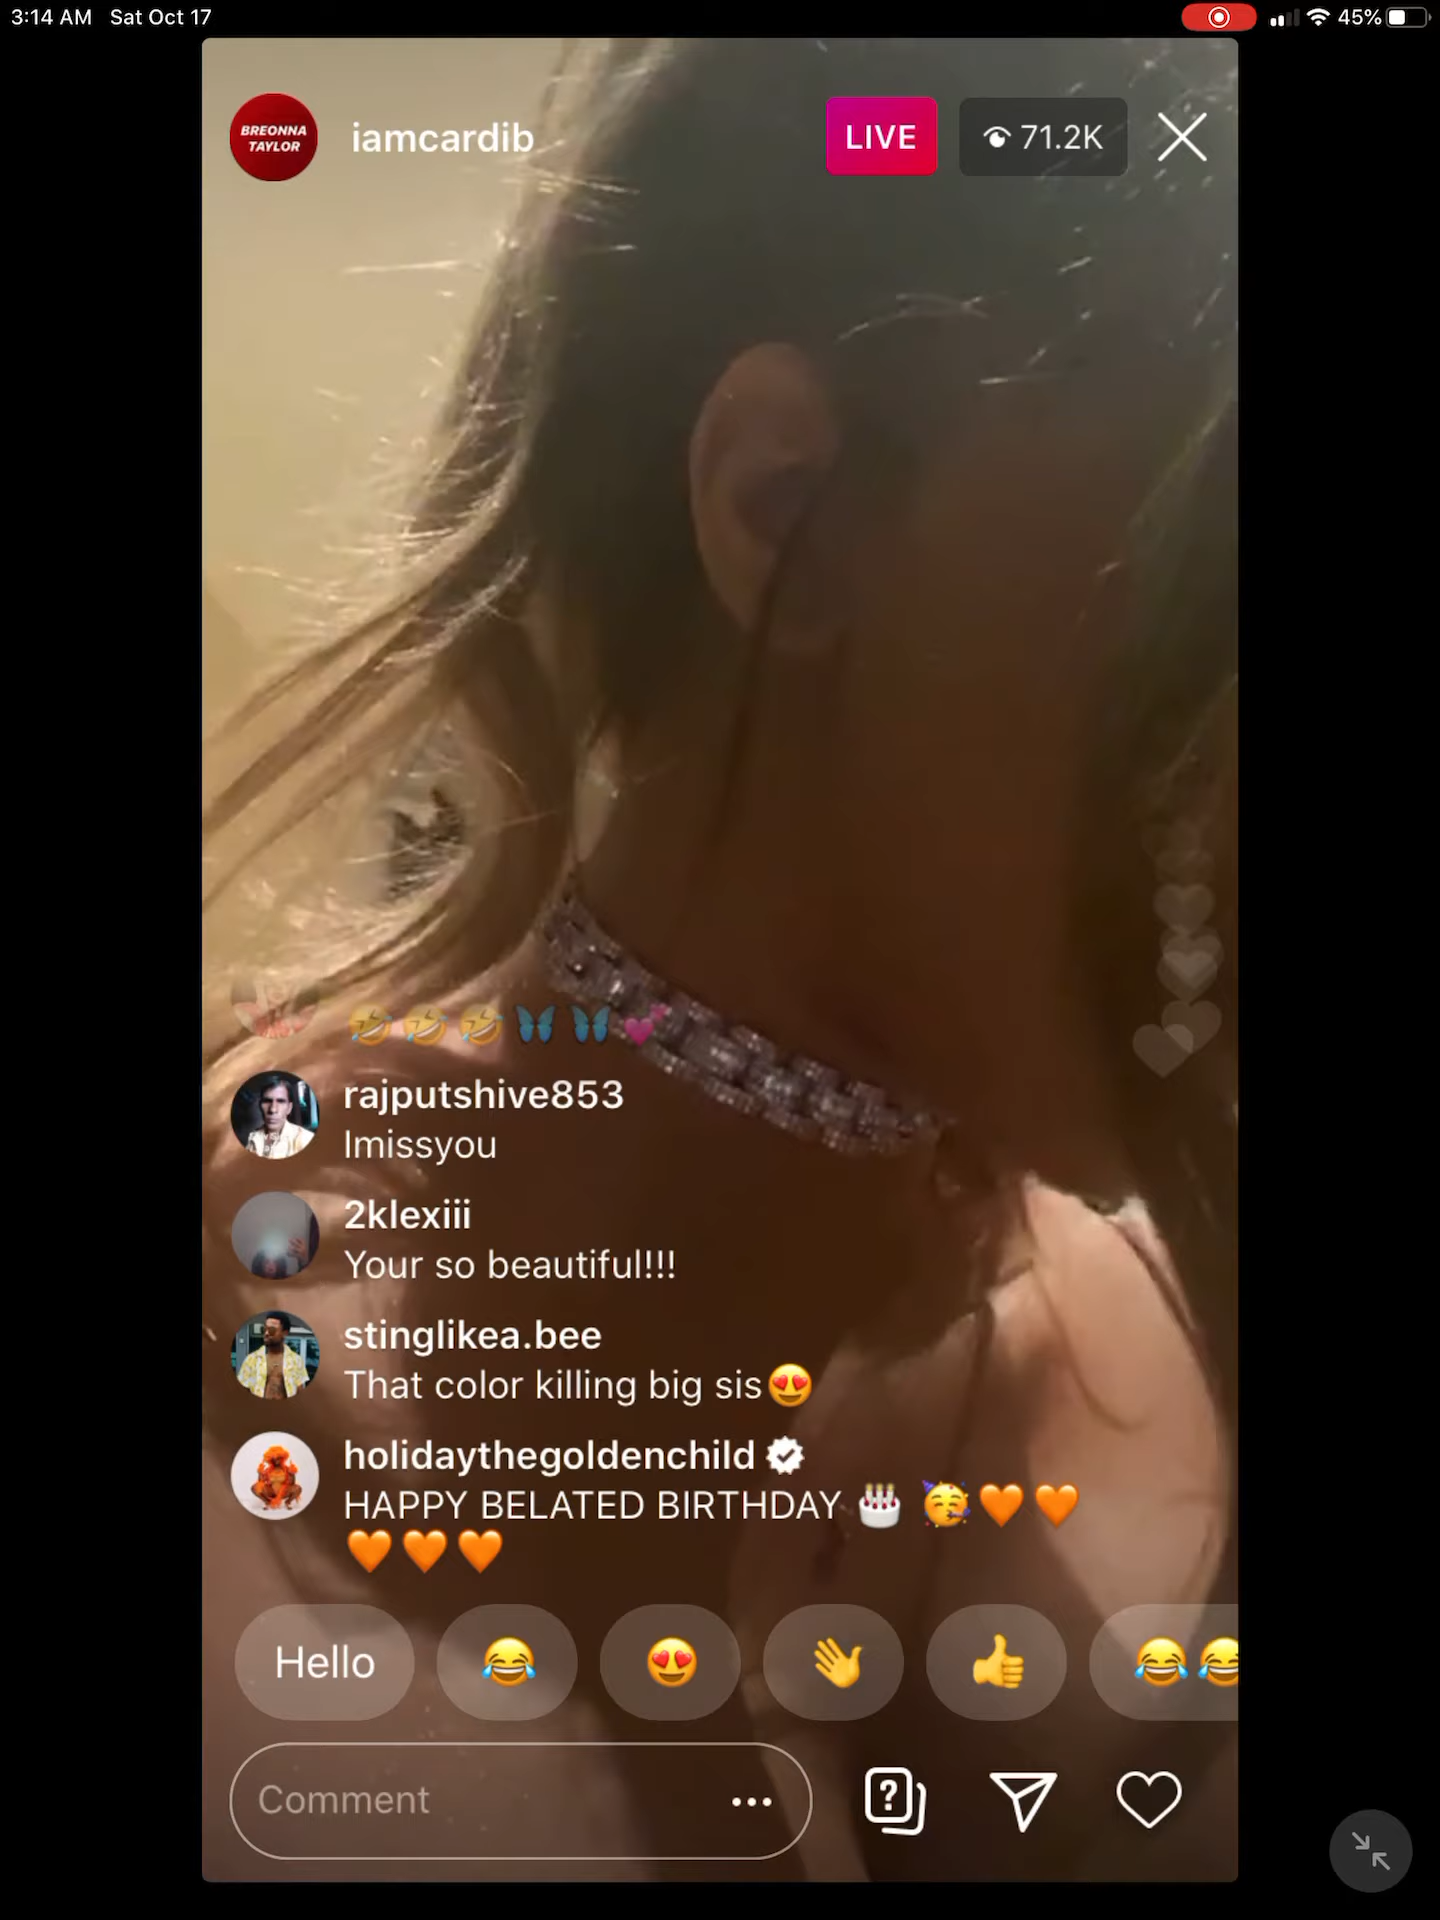 3:14 AM Sat Oct 17
45%
BREONNA
TAYLOR
iamcardib
LIVE
71.2K
🤣🤣🤣🦋🦋💕
rajputshive853
Imissyou
2klexiii
Your so beautiful!!!
stinglikea.bee
That color killing big sis😍
holidaythegoldenchild
HAPPY BELATED BIRTHDAY 🎂 🥳🧡🧡
🧡🧡🧡
Hello 😂 😍 👋 👍 😂😂
Comment